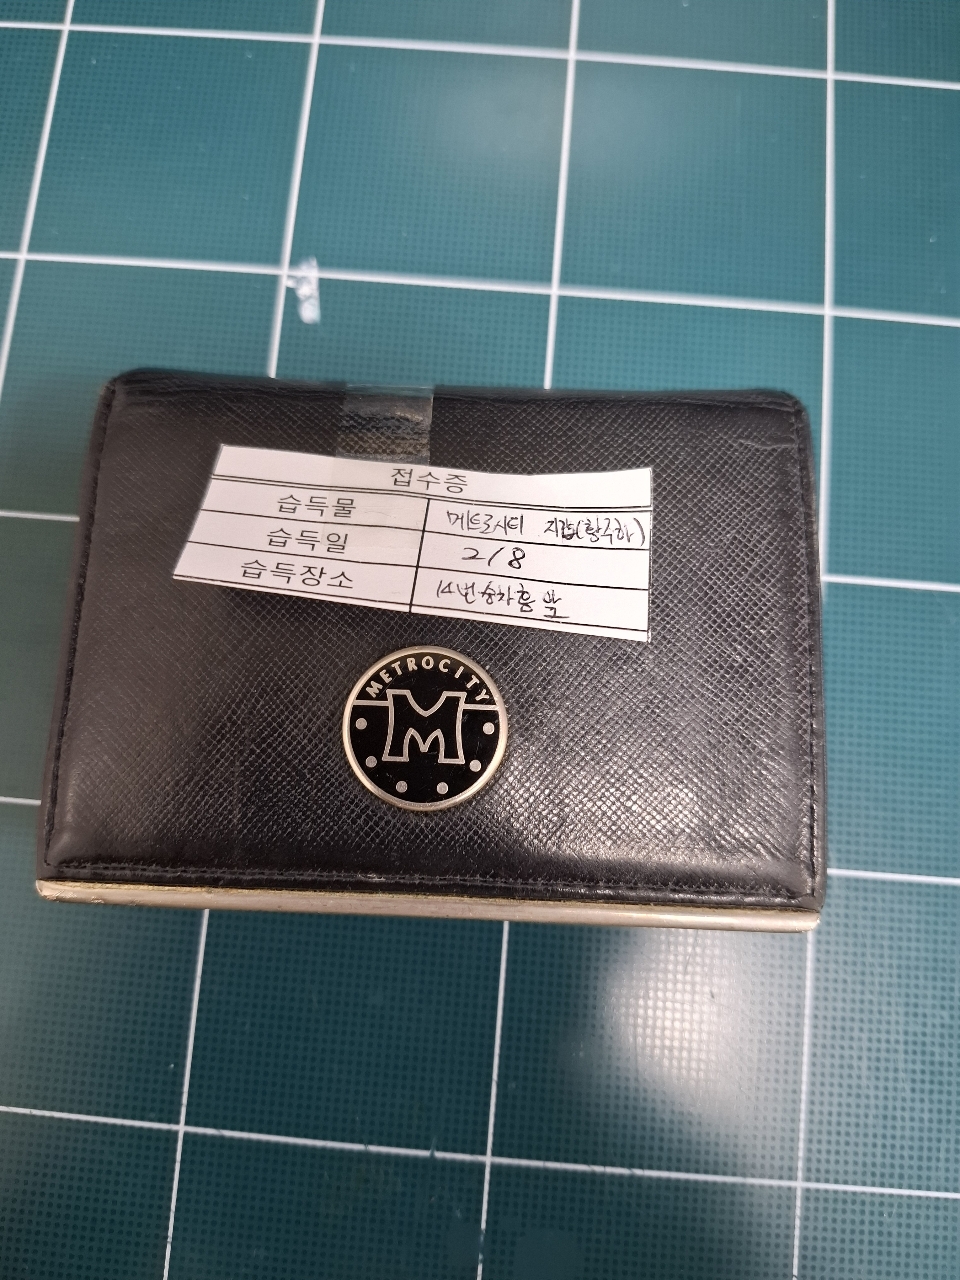 접수증
습득물 메트로시티 지갑(황주하)
습득일 2/8
습득장소 14번 승차홈 앞
METROCITY
M